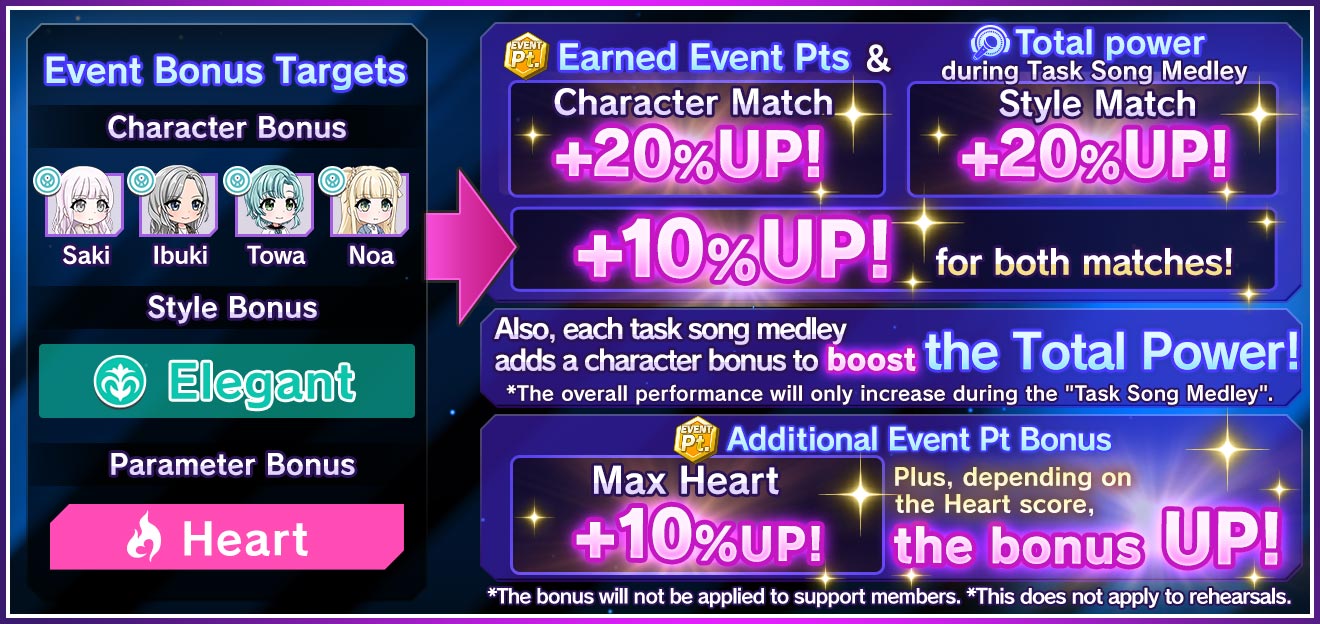 Event Bonus Targets
Character Bonus
Saki
Ibuki
Towa
Noa
Style Bonus
Elegant
Parameter Bonus
Heart
EVENT
Pt.
Earned Event Pts &
Total power
during Task Song Medley
Character Match
+20%UP!
Style Match
+20%UP!
+10%UP! for both matches!
Also, each task song medley
adds a character bonus to boost the Total Power!
*The overall performance will only increase during the "Task Song Medley".
EVENT
Pt.
Additional Event Pt Bonus
Max Heart
+10%UP!
Plus, depending on
the Heart score,
the bonus UP!
*The bonus will not be applied to support members. *This does not apply to rehearsals.